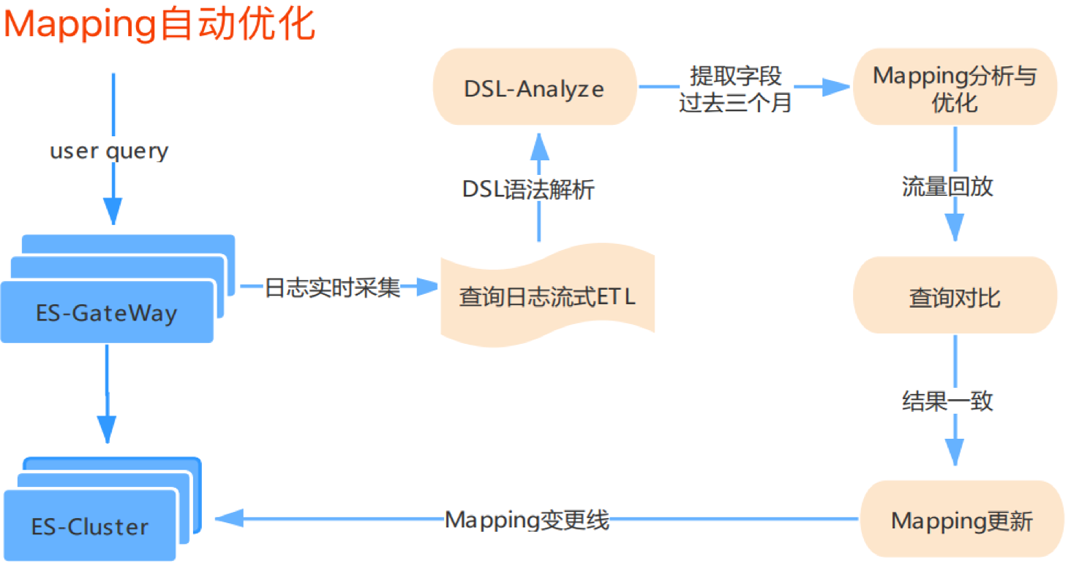 Mapping自动优化
user query
ES-GateWay
日志实时采集
查询日志流式ETL
DSL语法解析
DSL-Analyze
提取字段
过去三个月
Mapping分析与
优化
流量回放
查询对比
结果一致
Mapping更新
Mapping变更线
ES-Cluster